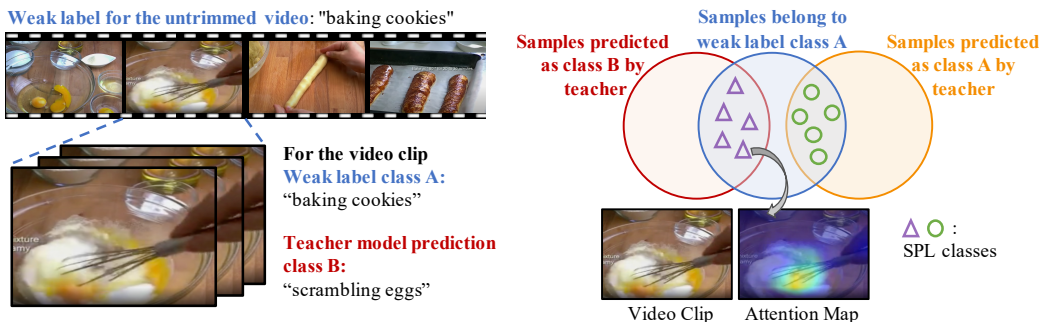 Weak label for the untrimmed video: "baking cookies"
For the video clip
Weak label class A:
“baking cookies”
Teacher model prediction
class B:
“scrambling eggs”
Samples predicted
as class B by
teacher
Samples belong to
weak label class A
Samples predicted
as class A by
teacher
Video Clip
Attention Map
:
SPL classes